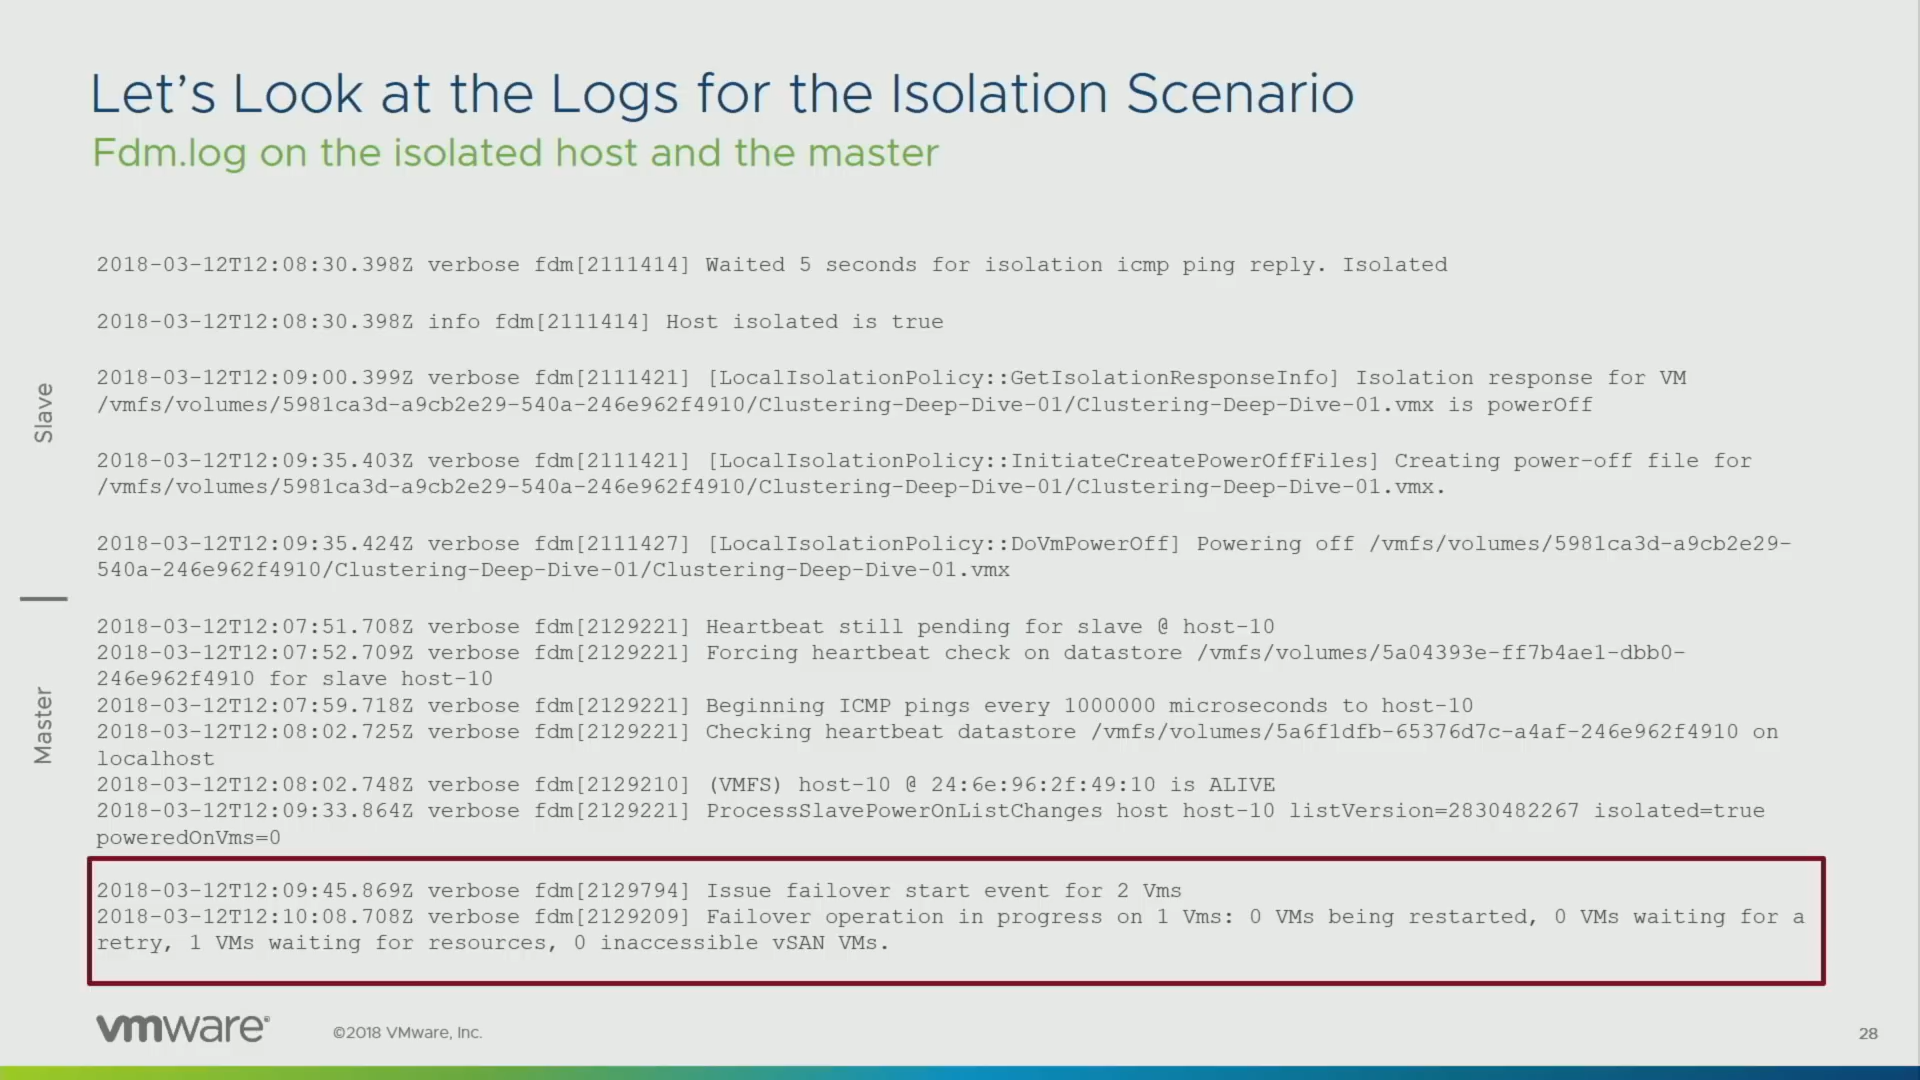 Let's Look at the Logs for the Isolation Scenario
Fdm.log on the isolated host and the master
Slave
2018-03-12T12:08:30.398Z verbose fdm[2111414] Waited 5 seconds for isolation icmp ping reply. Isolated
2018-03-12T12:08:30.398Z info fdm[2111414] Host isolated is true
2018-03-12T12:09:00.399Z verbose fdm[2111421] [LocalIsolationPolicy::GetIsolationResponseInfo] Isolation response for VM
/vmfs/volumes/5981ca3d-a9cb2e29-540a-246e962f4910/Clustering-Deep-Dive-01/Clustering-Deep-Dive-01.vmx is powerOff
2018-03-12T12:09:35.403Z verbose fdm[2111421] [LocalIsolationPolicy::InitiateCreatePowerOffFiles] Creating power-off file for
/vmfs/volumes/5981ca3d-a9cb2e29-540a-246e962f4910/Clustering-Deep-Dive-01/Clustering-Deep-Dive-01.vmx.
2018-03-12T12:09:35.424Z verbose fdm[2111427] [LocalIsolationPolicy::DoVmPowerOff] Powering off /vmfs/volumes/5981ca3d-a9cb2e29-
540a-246e962f4910/Clustering-Deep-Dive-01/Clustering-Deep-Dive-01.vmx
Master
2018-03-12T12:07:51.708Z verbose fdm[2129221] Heartbeat still pending for slave @ host-10
2018-03-12T12:07:52.709Z verbose fdm[2129221] Forcing heartbeat check on datastore /vmfs/volumes/5a04393e-ff7b4ae1-dbb0-
246e962f4910 for slave host-10
2018-03-12T12:07:59.718Z verbose fdm[2129221] Beginning ICMP pings every 1000000 microseconds to host-10
2018-03-12T12:08:02.725Z verbose fdm[2129221] Checking heartbeat datastore /vmfs/volumes/5a6f1dfb-65376d7c-a4af-246e962f4910 on
localhost
2018-03-12T12:08:02.748Z verbose fdm[2129210] (VMFS) host-10 @ 24:6e:96:2f:49:10 is ALIVE
2018-03-12T12:09:33.864Z verbose fdm[2129221] ProcessSlavePowerOnListChanges host host-10 listVersion=2830482267 isolated=true
poweredOnVms=0
2018-03-12T12:09:45.869Z verbose fdm[2129794] Issue failover start event for 2 Vms
2018-03-12T12:10:08.708Z verbose fdm[2129209] Failover operation in progress on 1 Vms: 0 VMs being restarted, 0 VMs waiting for a
retry, 1 VMs waiting for resources, 0 inaccessible vSAN VMs.
vmware®
©2018 VMware, Inc.
28